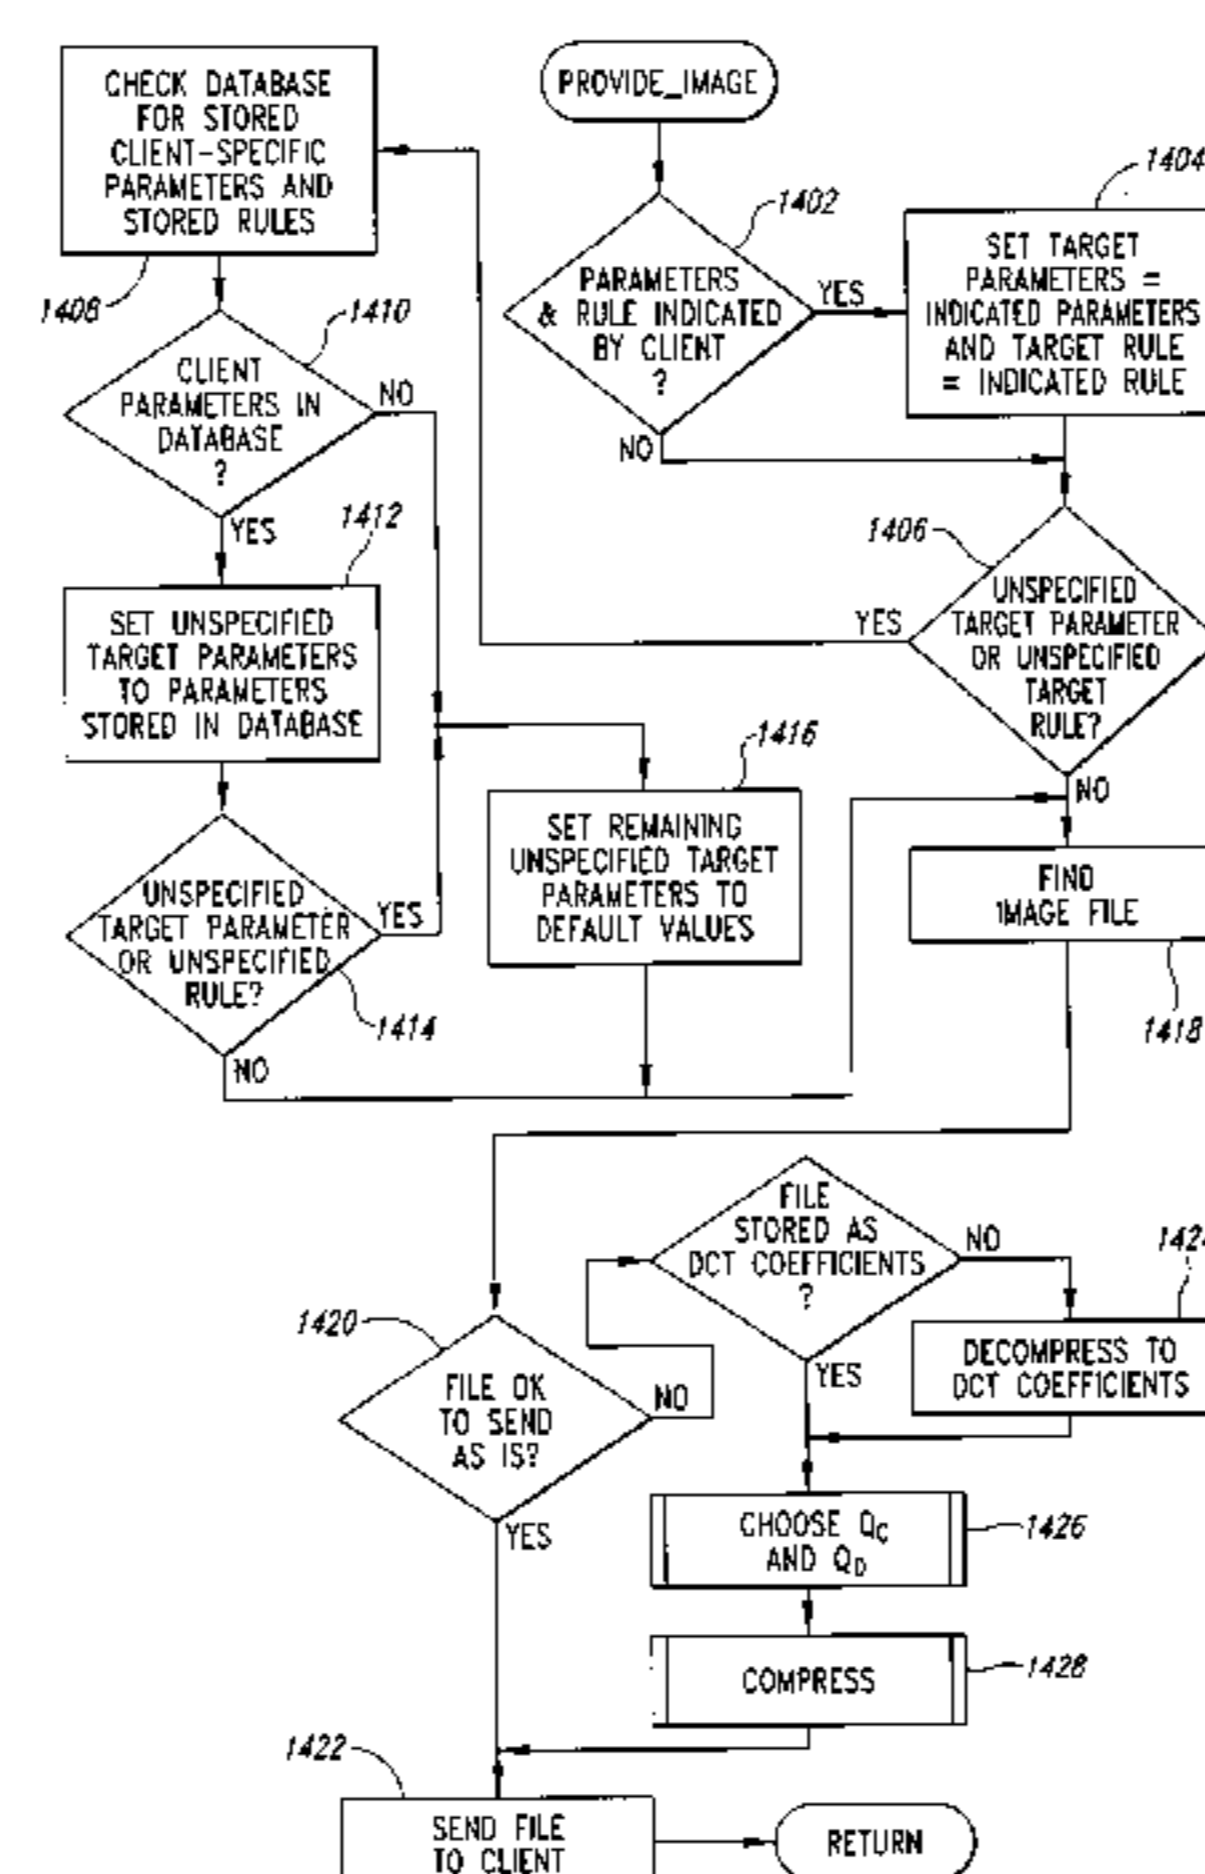 PROVIDE_IMAGE
1402
PARAMETERS
& RULE INDICATED
BY CLIENT
?
YES
NO
1404
SET TARGET
PARAMETERS =
INDICATED PARAMETERS
AND TARGET RULE
= INDICATED RULE
1406
UNSPECIFIED
TARGET PARAMETER
OR UNSPECIFIED
TARGET
RULE?
YES
NO
CHECK DATABASE
FOR STORED
CLIENT-SPECIFIC
PARAMETERS AND
STORED RULES
1408
1410
CLIENT
PARAMETERS IN
DATABASE
?
NO
YES
1412
SET UNSPECIFIED
TARGET PARAMETERS
TO PARAMETERS
STORED IN DATABASE
UNSPECIFIED
TARGET PARAMETER
OR UNSPECIFIED
RULE?
YES
1414
NO
1416
SET REMAINING
UNSPECIFIED TARGET
PARAMETERS TO
DEFAULT VALUES
FIND
IMAGE FILE
1418
1420
FILE OK
TO SEND
AS IS?
NO
YES
FILE
STORED AS
DCT COEFFICIENTS
?
NO
YES
1424
DECOMPRESS TO
DCT COEFFICIENTS
CHOOSE QC
AND QD
1426
COMPRESS
1428
1422
SEND FILE
TO CLIENT
RETURN